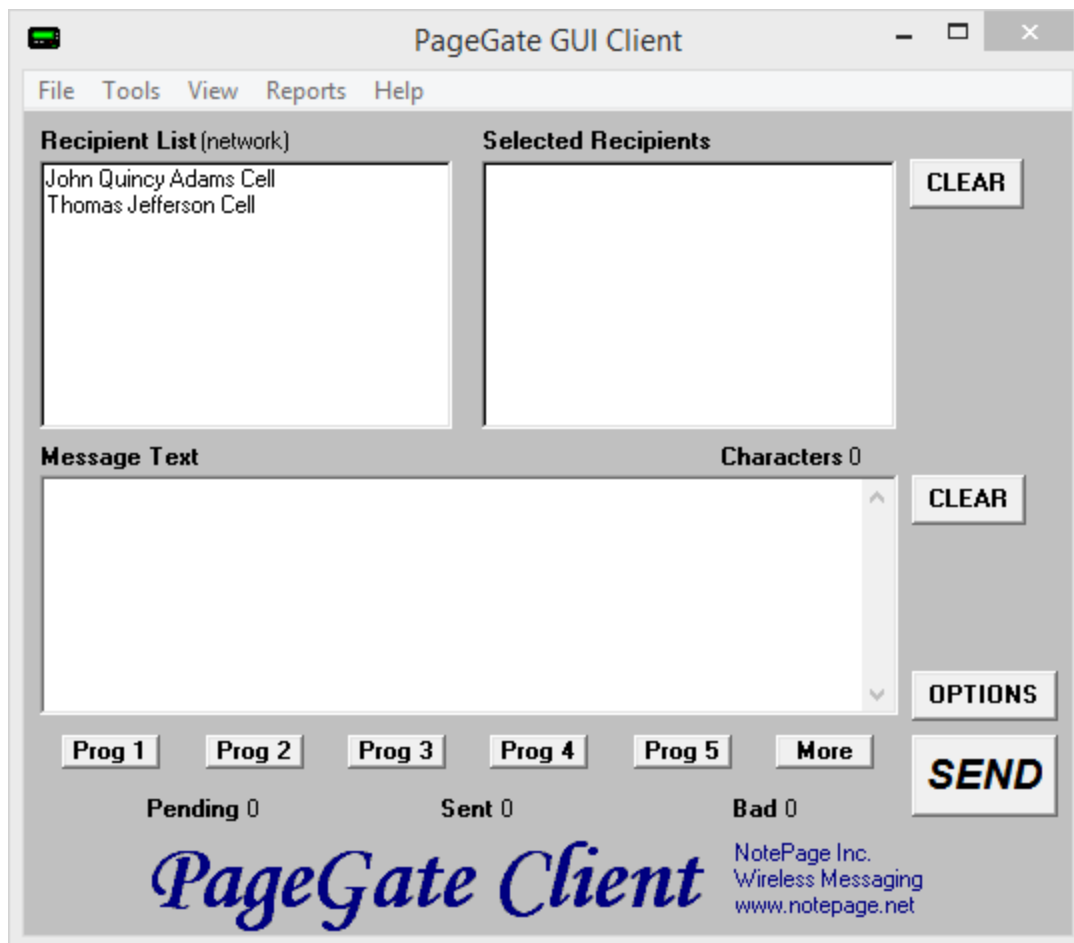 PageGate GUI Client
File Tools View Reports Help
Recipient List (network)
Selected Recipients
John Quincy Adams Cell
Thomas Jefferson Cell
CLEAR
Message Text
Characters 0
CLEAR
OPTIONS
Prog 1 Prog 2 Prog 3 Prog 4 Prog 5 More
SEND
Pending 0 Sent 0 Bad 0
PageGate Client
NotePage Inc.
Wireless Messaging
www.notepage.net